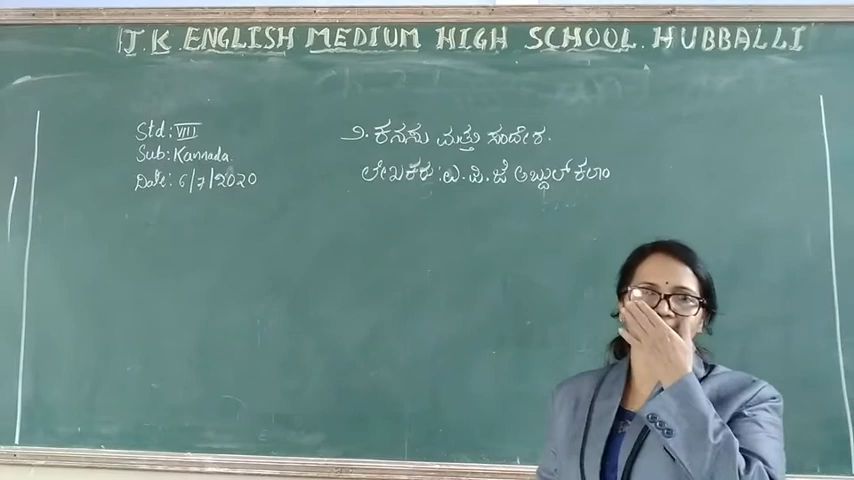 J K ENGLISH MEDIUM HIGH SCHOOL HUBBALLI
Std: VIII
Sub: Kannada.
Date: 6/7/2020
೨. ಕನಸು ಮತ್ತು ಸಂದೇಶ.
ಲೇಖಕರು: ಎ.ಪಿ.ಜೆ ಅಬ್ದುಲ್ ಕಲಾಂ